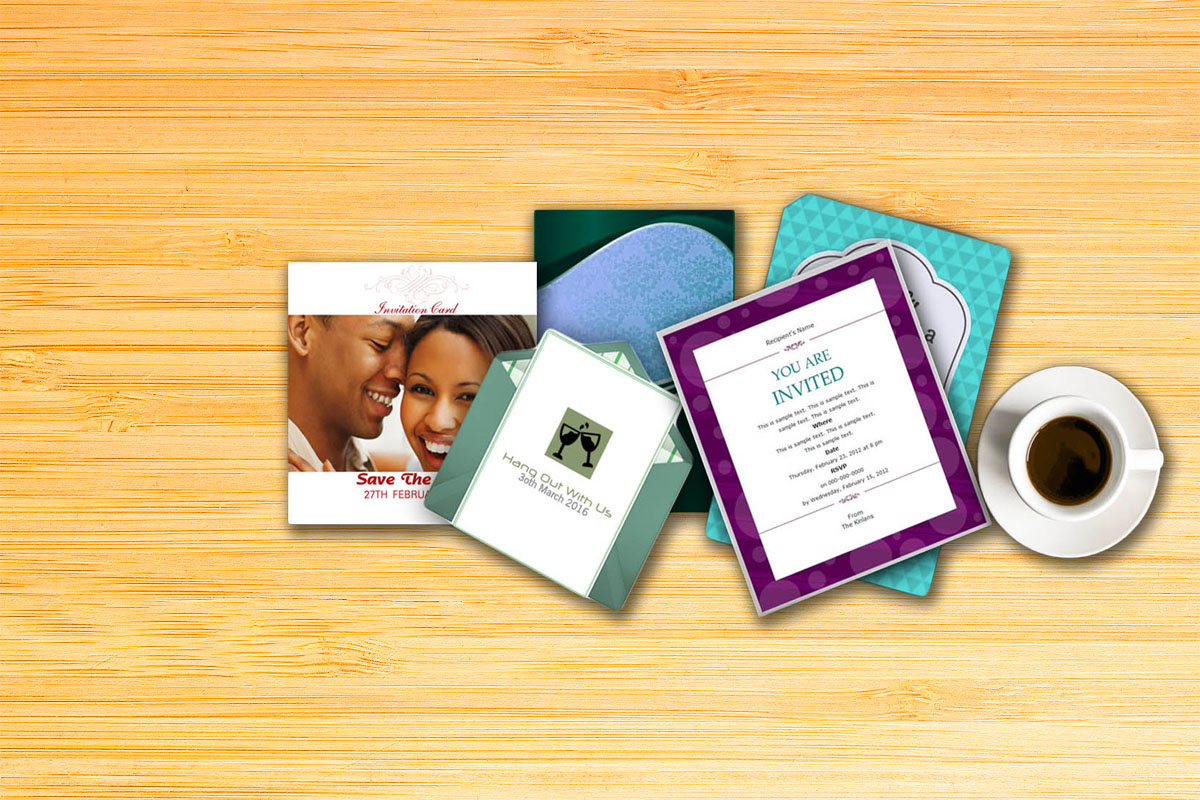 Invitation Card
Save The
27TH FEBRUA
Hang Out With Us
3oth March 2016
Recipient's Name
YOU ARE
INVITED
This is sample text. This is sample text. This is
sample text. This is sample text.
Where
This is sample text. This is sample text.
This is sample text.
Date
Thursday, February 23, 2012 at 8 pm
RSVP
on 000-000-0000
by Wednesday, February 15, 2012
From
The Kinlans
a